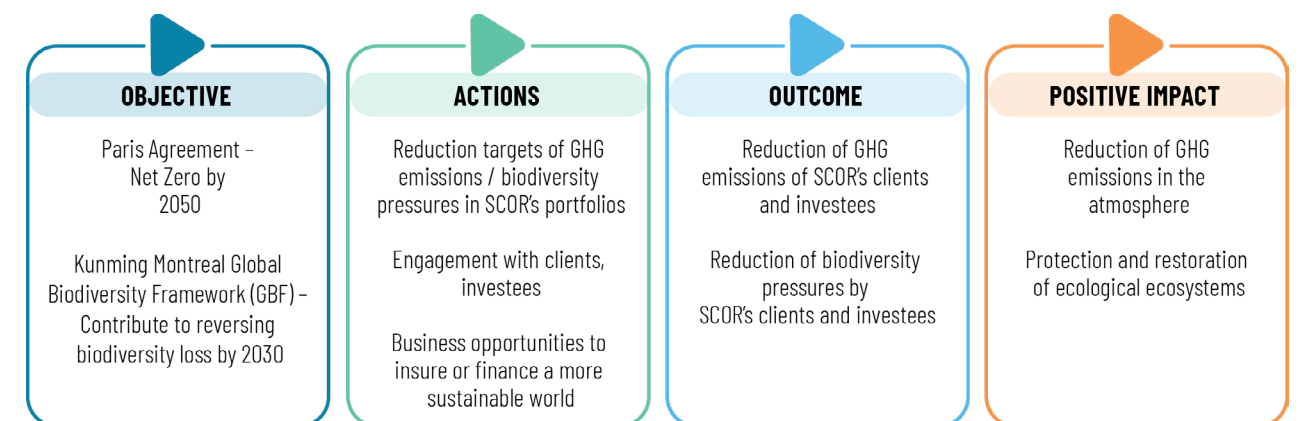 OBJECTIVE
Paris Agreement –
Net Zero by
2050
Kunming Montreal Global
Biodiversity Framework (GBF) –
Contribute to reversing
biodiversity loss by 2030
ACTIONS
Reduction targets of GHG
emissions / biodiversity
pressures in SCOR’s portfolios
Engagement with clients,
investees
Business opportunities to
insure or finance a more
sustainable world
OUTCOME
Reduction of GHG
emissions of SCOR’s clients
and investees
Reduction of biodiversity
pressures by
SCOR’s clients and investees
POSITIVE IMPACT
Reduction of GHG
emissions in the
atmosphere
Protection and restoration
of ecological ecosystems